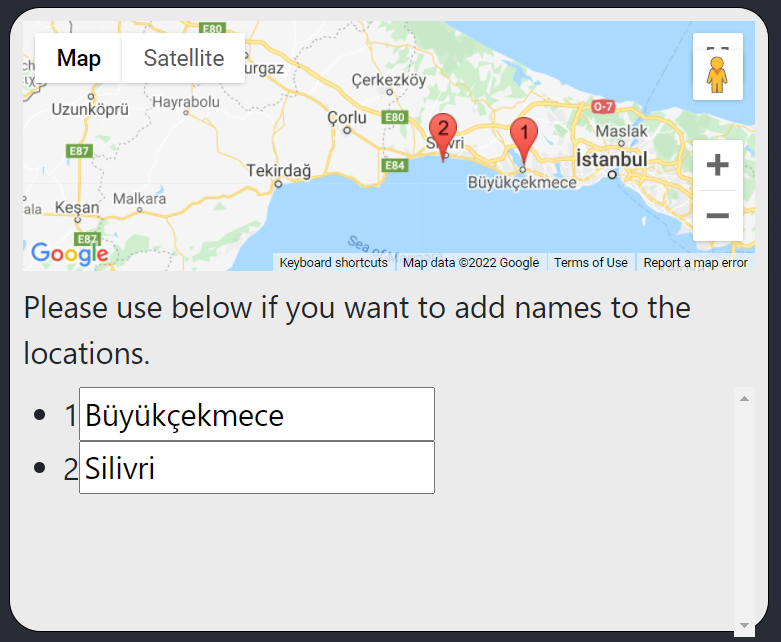 E80
Map
Satellite
urgaz
Çerkezköy
Uzunköprü
Hayrabolu
Çorlu
E80
2
1
O-7
Maslak
E87
E84
İstanbul
Tekirdağ
Büyükçekmece
Malkara
Keşan
E87
Google
Sea of
Keyboard shortcuts
Map data ©2022 Google
Terms of Use
Report a map error
Please use below if you want to add names to the
locations.
1 Büyükçekmece
2 Silivri